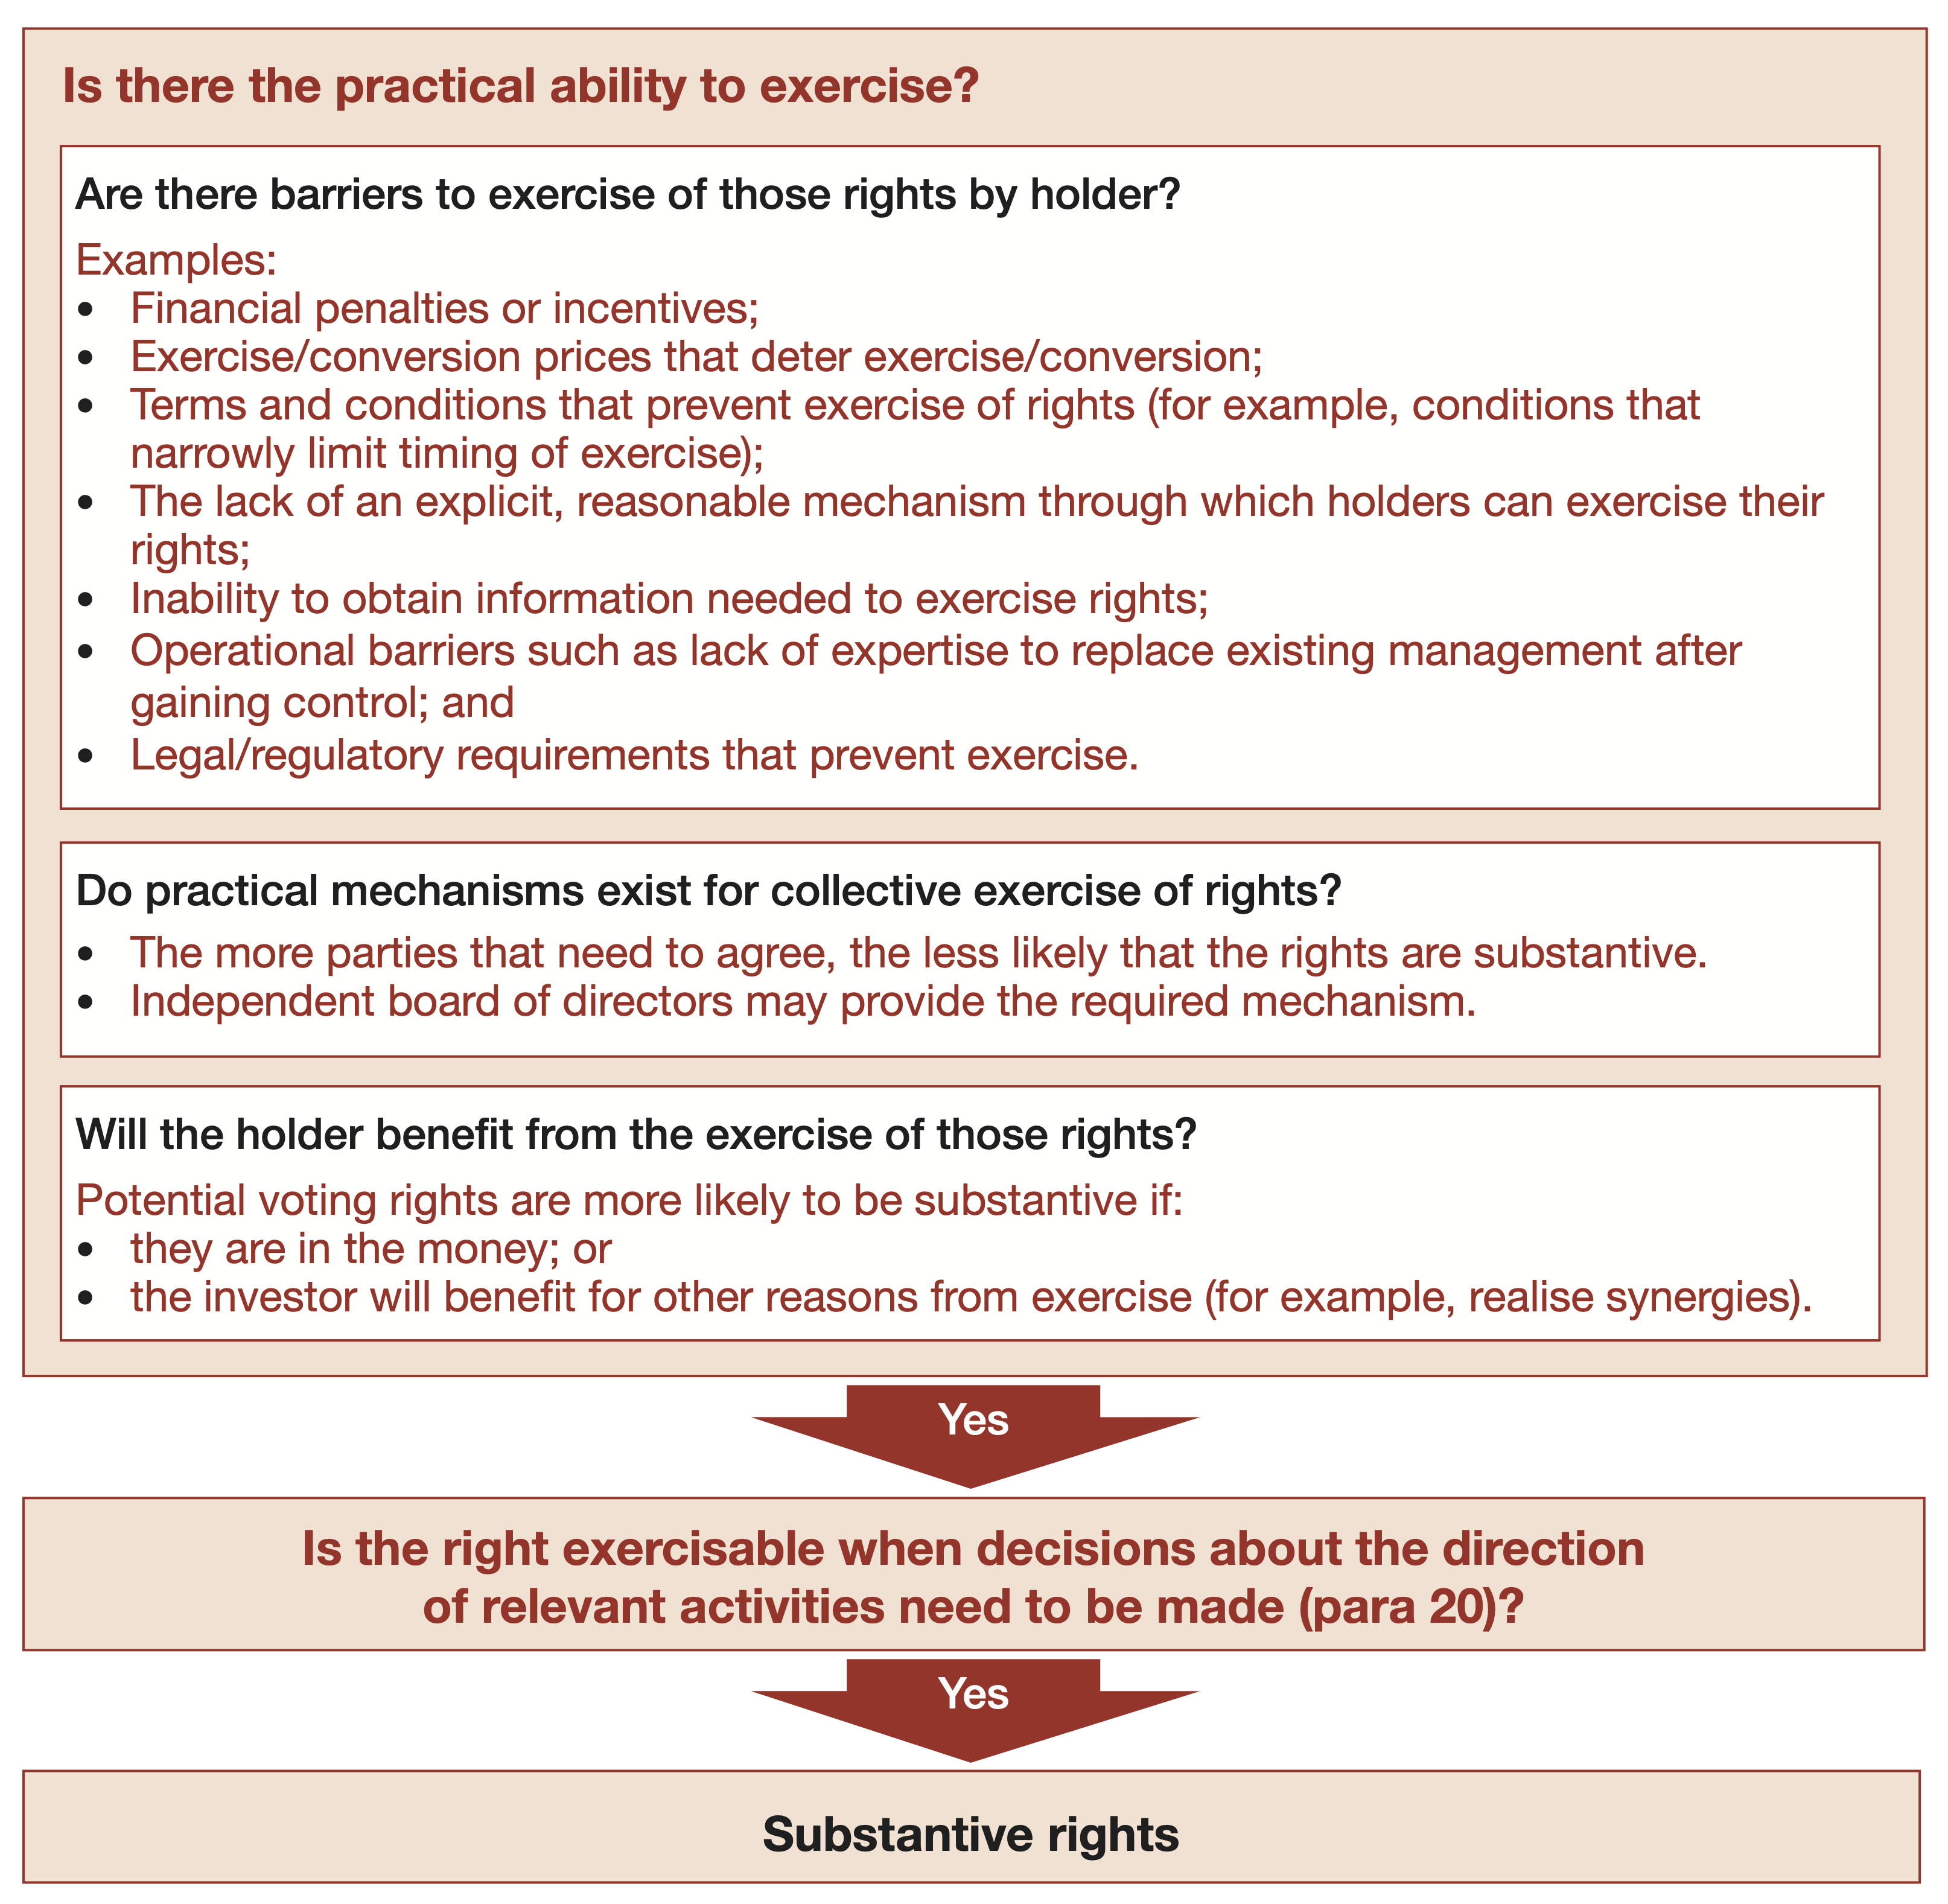 Is there the practical ability to exercise?
Are there barriers to exercise of those rights by holder?
Examples:
• Financial penalties or incentives;
• Exercise/conversion prices that deter exercise/conversion;
• Terms and conditions that prevent exercise of rights (for example, conditions that
narrowly limit timing of exercise);
• The lack of an explicit, reasonable mechanism through which holders can exercise their
rights;
• Inability to obtain information needed to exercise rights;
• Operational barriers such as lack of expertise to replace existing management after
gaining control; and
• Legal/regulatory requirements that prevent exercise.
Do practical mechanisms exist for collective exercise of rights?
• The more parties that need to agree, the less likely that the rights are substantive.
• Independent board of directors may provide the required mechanism.
Will the holder benefit from the exercise of those rights?
Potential voting rights are more likely to be substantive if:
• they are in the money; or
• the investor will benefit for other reasons from exercise (for example, realise synergies).
Yes
Is the right exercisable when decisions about the direction
of relevant activities need to be made (para 20)?
Yes
Substantive rights